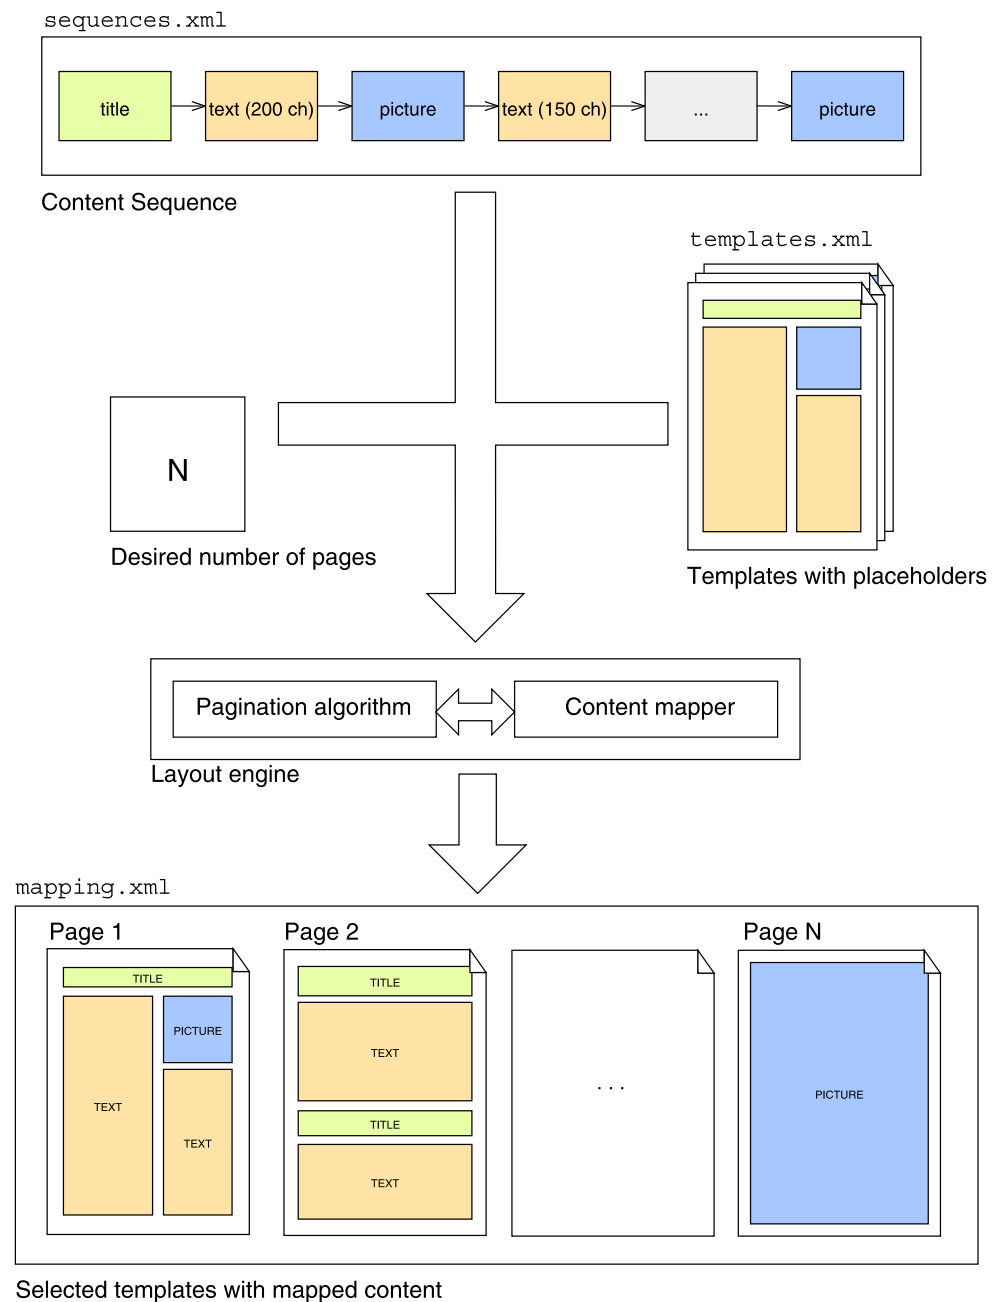 sequences.xml
title
text (200 ch)
picture
text (150 ch)
...
picture
Content Sequence
templates.xml
N
Desired number of pages
Templates with placeholders
Pagination algorithm
Content mapper
Layout engine
mapping.xml
Page 1
Page 2
Page N
TITLE
PICTURE
TEXT
TEXT
TITLE
TEXT
TITLE
TEXT
...
PICTURE
Selected templates with mapped content